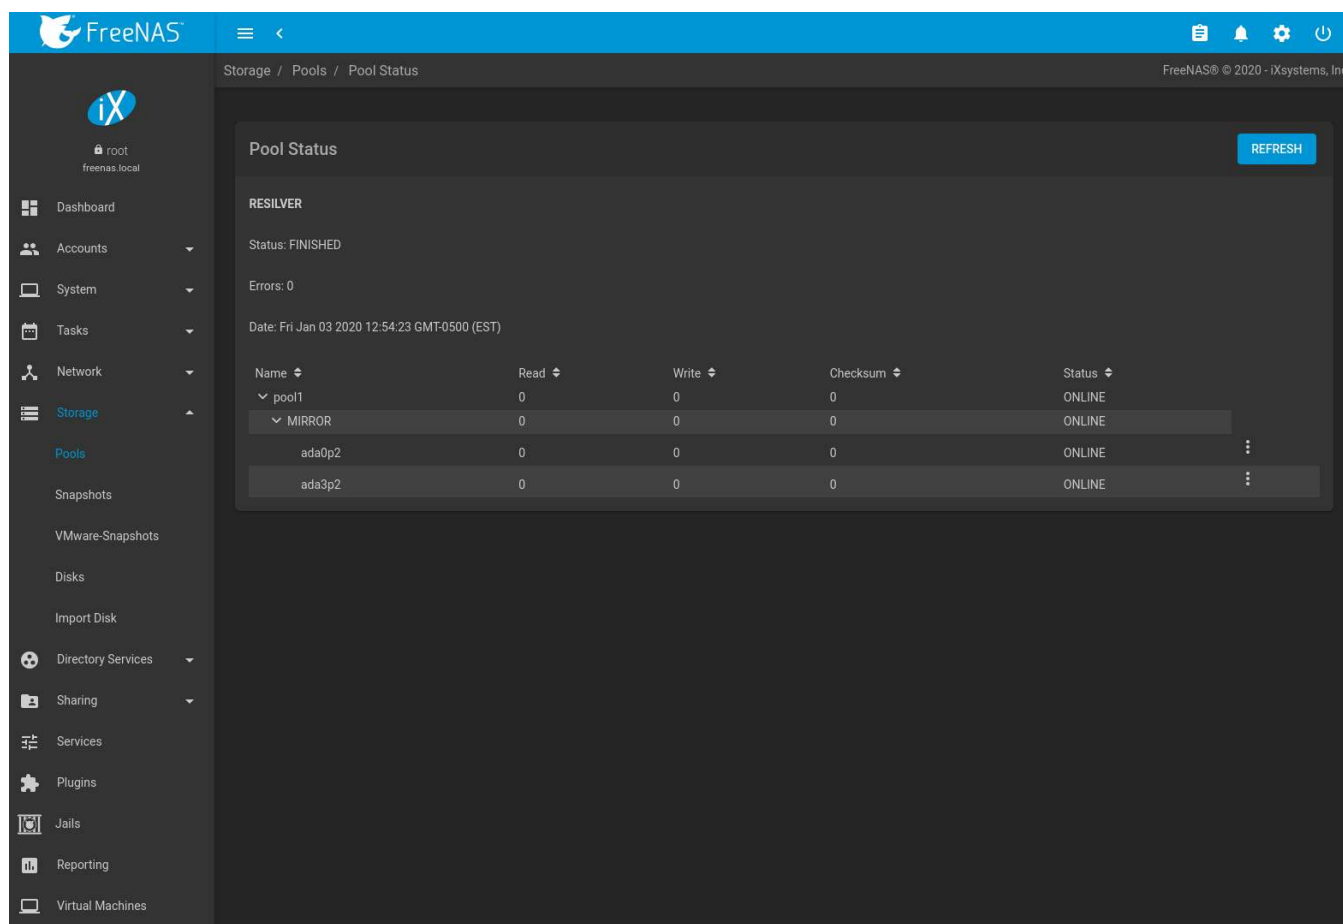 FreeNAS™
Storage / Pools / Pool Status
FreeNAS® © 2020 - iXsystems, Inc
iX
root
freenas.local
Dashboard
Accounts
System
Tasks
Network
Storage
Pools
Snapshots
VMware-Snapshots
Disks
Import Disk
Directory Services
Sharing
Services
Plugins
Jails
Reporting
Virtual Machines
Pool Status
REFRESH
RESILVER
Status: FINISHED
Errors: 0
Date: Fri Jan 03 2020 12:54:23 GMT-0500 (EST)
Name Read Write Checksum Status
pool1 0 0 0 ONLINE
MIRROR 0 0 0 ONLINE
ada0p2 0 0 0 ONLINE
ada3p2 0 0 0 ONLINE